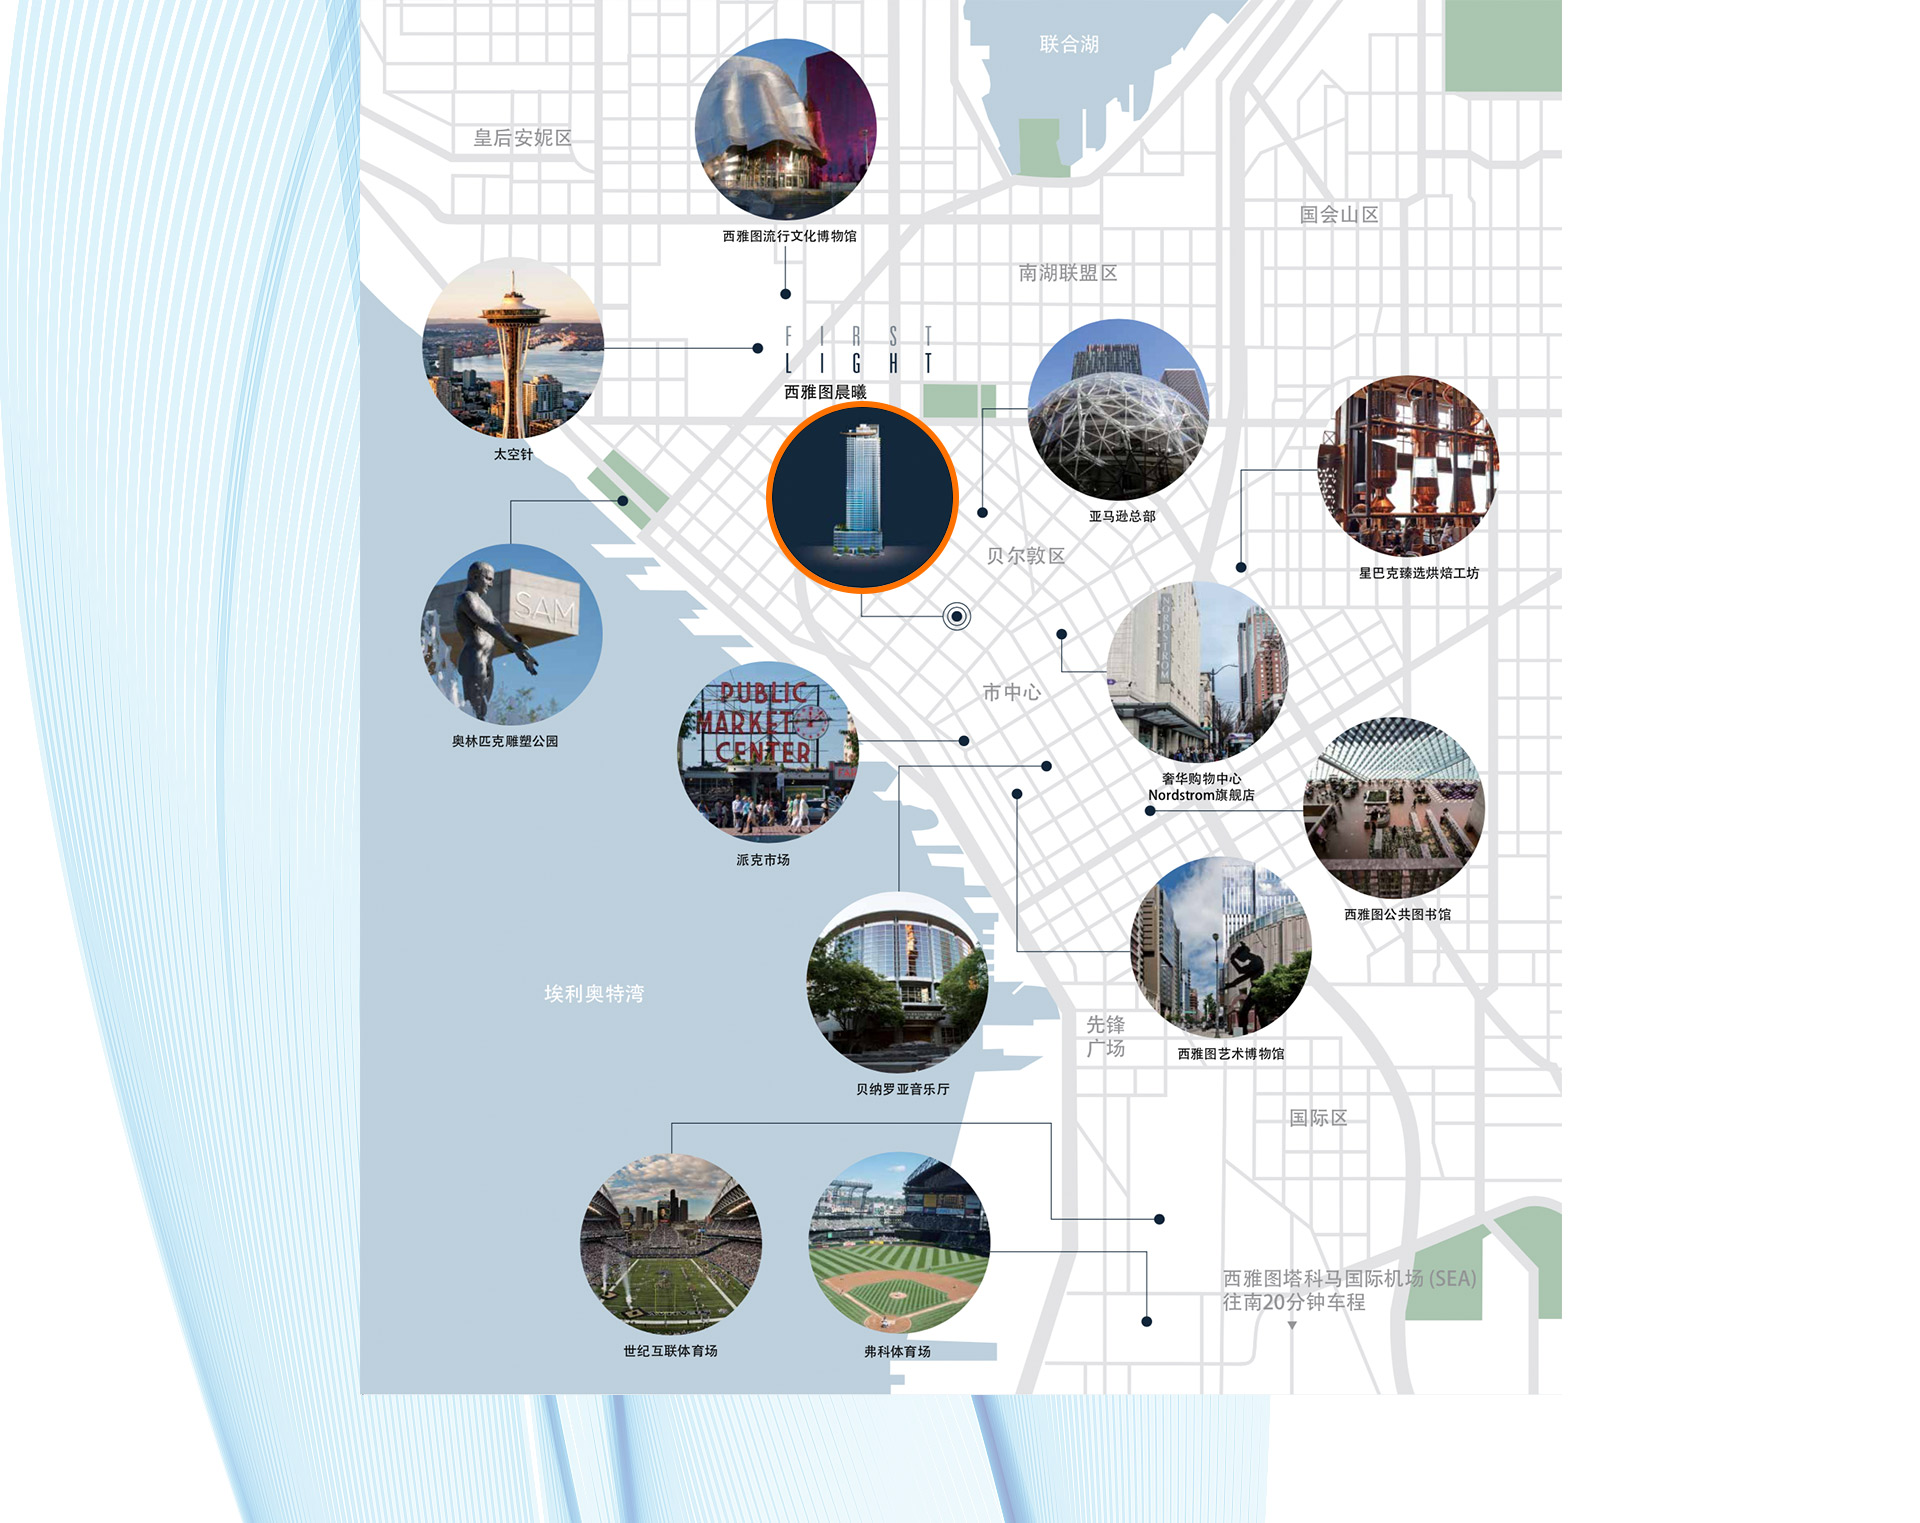 联合湖
皇后安妮区
国会山区
西雅图流行文化博物馆
南湖联盟区
FIRST
LIGHT
西雅图晨曦
太空针
亚马逊总部
贝尔敦区
星巴克臻选烘焙工坊
SAM
NORDSTROM
市中心
PUBLIC
MARKET
CENTER
奥林匹克雕塑公园
奢华购物中心
Nordstrom旗舰店
派克市场
西雅图公共图书馆
埃利奥特湾
先锋
广场
西雅图艺术博物馆
贝纳罗亚音乐厅
国际区
西雅图塔科马国际机场 (SEA)
往南20分钟车程
世纪互联体育场
弗科体育场